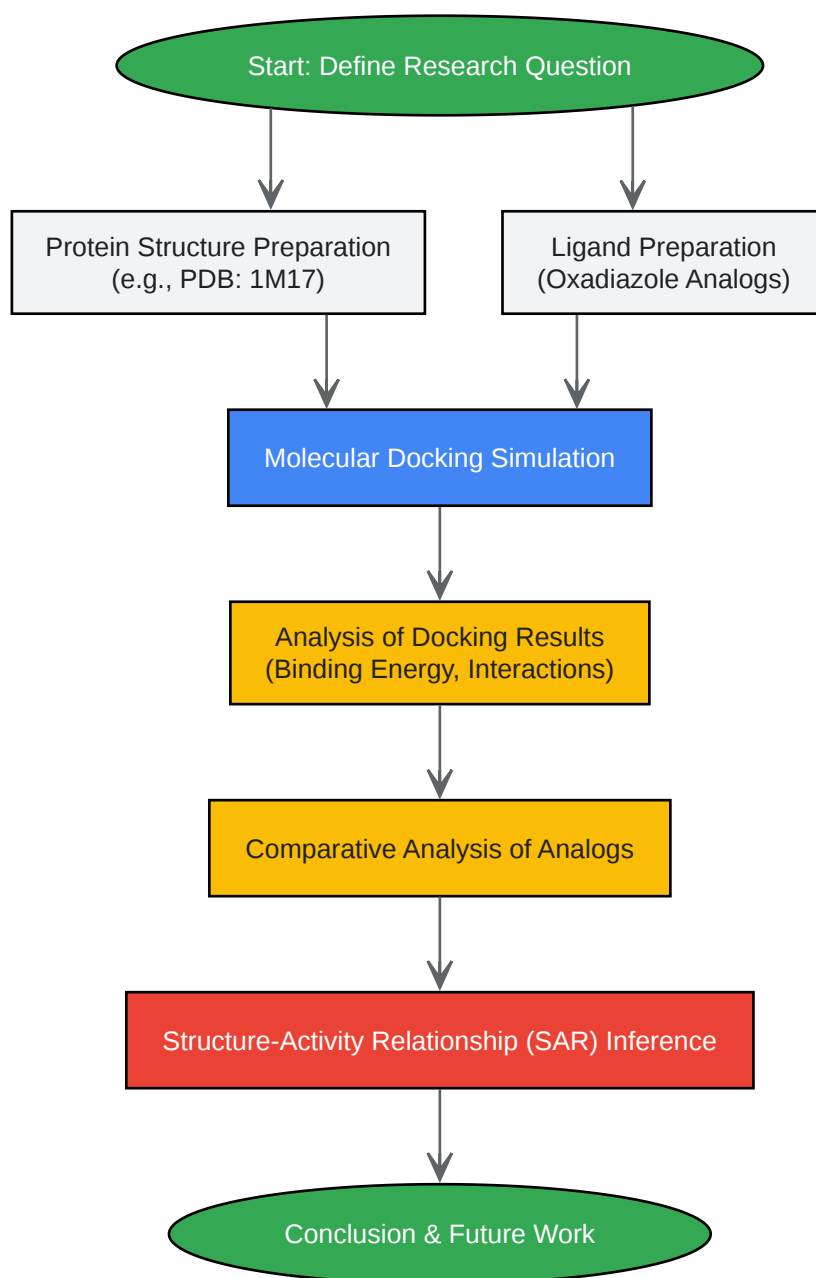 Start: Define Research Question
Protein Structure Preparation
(e.g., PDB: 1M17)
Ligand Preparation
(Oxadiazole Analogs)
Molecular Docking Simulation
Analysis of Docking Results
(Binding Energy, Interactions)
Comparative Analysis of Analogs
Structure-Activity Relationship (SAR) Inference
Conclusion & Future Work